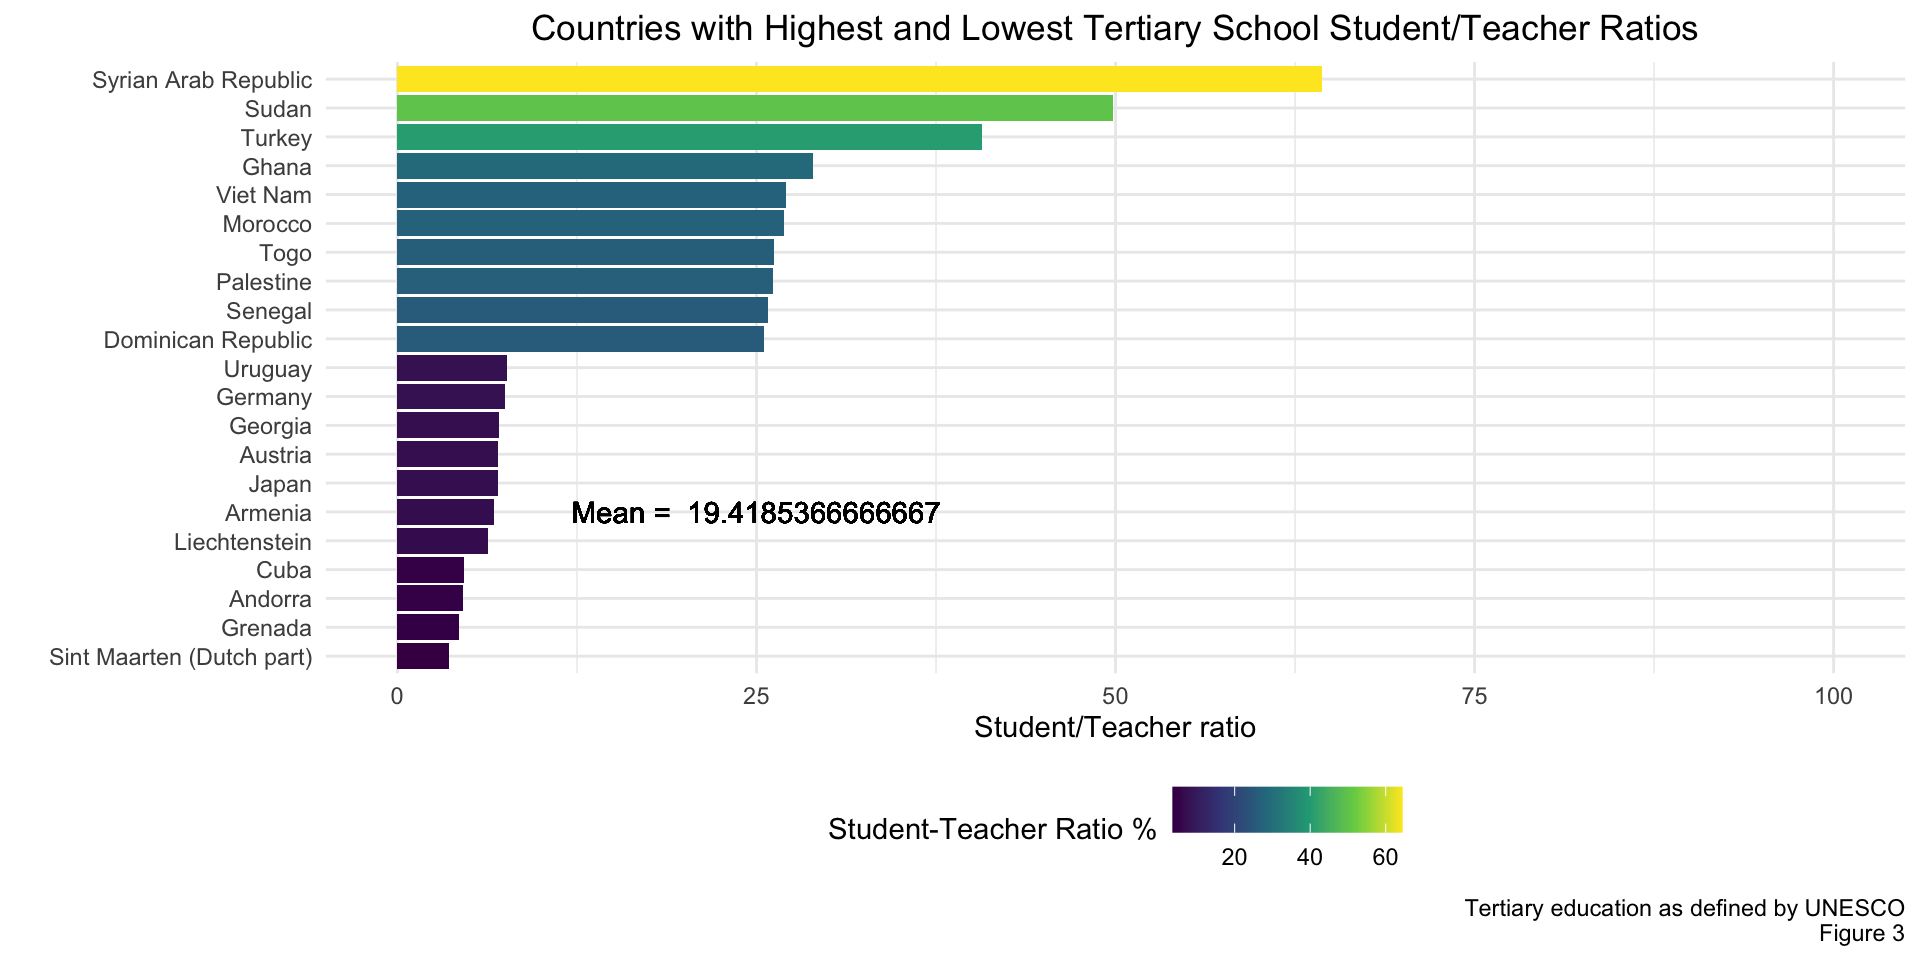 Countries with Highest and Lowest Tertiary School Student/Teacher Ratios
Syrian Arab Republic
Sudan
Turkey
Ghana
Viet Nam
Morocco
Togo
Palestine
Senegal
Dominican Republic
Uruguay
Germany
Georgia
Austria
Japan
Armenia
Mean =  19.4185366666667
Liechtenstein
Cuba
Andorra
Grenada
Sint Maarten (Dutch part)
0 25 50 75 100
Student/Teacher ratio
Student-Teacher Ratio %
20 40 60
Tertiary education as defined by UNESCO
Figure 3